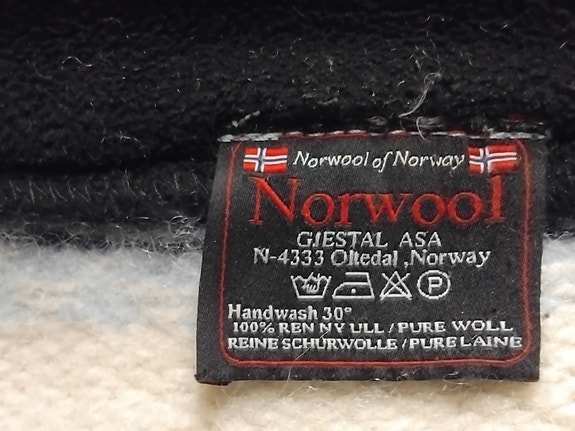 Norwool of Norway
Norwool
GJESTAL ASA
N-4333 Oltedal ,Norway
P
Handwash 30°
100% REN NY ULL / PURE WOLL
REINE SCHURWOLLE / PURE LAINE